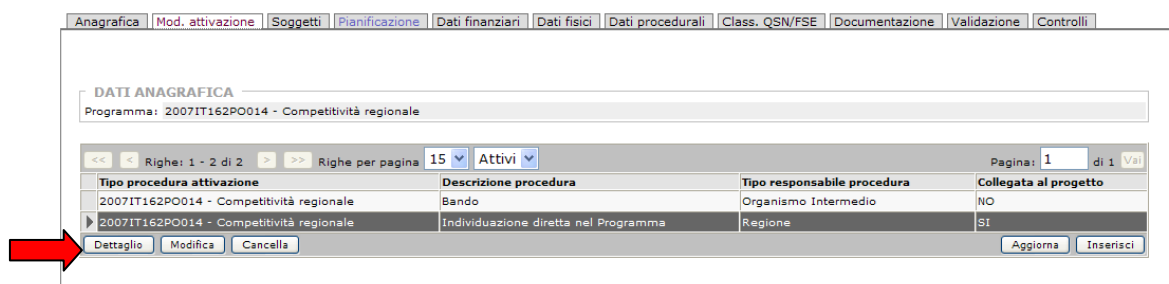 Anagrafica Mod. attivazione Soggetti Pianificazione Dati finanziari Dati fisici Dati procedurali Class. QSN/FSE Documentazione Validazione Controlli
DATI ANAGRAFICA
Programma: 2007IT162PO014 - Competitività regionale
<< < Righe: 1 - 2 di 2 > >> Righe per pagina 15 Attivi Pagina: 1 di 1 Vai
Tipo procedura attivazione Descrizione procedura Tipo responsabile procedura Collegata al progetto
2007IT162PO014 - Competitività regionale Bando Organismo Intermedio NO
2007IT162PO014 - Competitività regionale Individuazione diretta nel Programma Regione SI
Dettaglio Modifica Cancella Aggiorna Inserisci